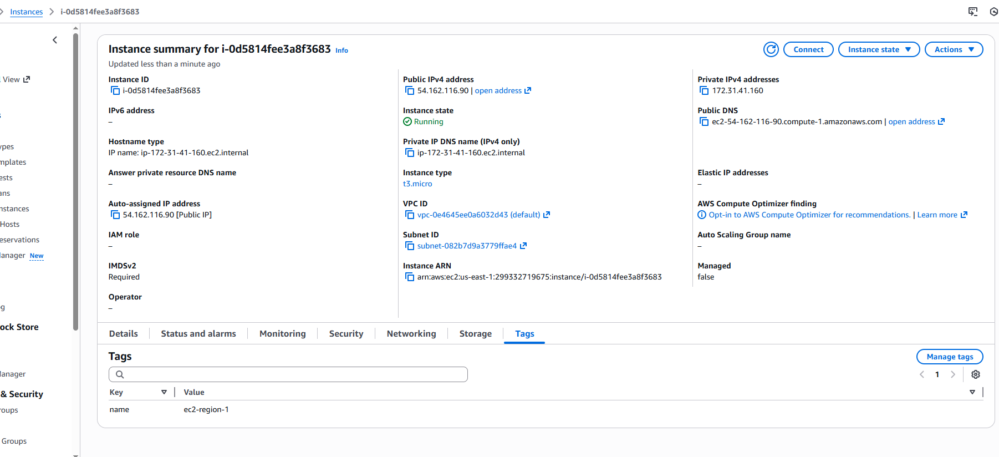 Instances
i-0d5814fee3a8f3683
View
ypes
mplates
ests
ans
nstances
Hosts
eservations
anager New
g
ock Store
anager
& Security
roups
Groups
Instance summary for i-0d5814fee3a8f3683 Info
Updated less than a minute ago
Connect
Instance state
Actions
Instance ID
i-0d5814fee3a8f3683
Public IPv4 address
54.162.116.90 | open address
Private IPv4 addresses
172.31.41.160
IPv6 address
–
Instance state
Running
Public DNS
ec2-54-162-116-90.compute-1.amazonaws.com | open address
Hostname type
IP name: ip-172-31-41-160.ec2.internal
Private IP DNS name (IPv4 only)
ip-172-31-41-160.ec2.internal
Answer private resource DNS name
–
Instance type
t3.micro
Elastic IP addresses
–
Auto-assigned IP address
54.162.116.90 [Public IP]
VPC ID
vpc-0e4645ee0a6032d43 (default)
AWS Compute Optimizer finding
Opt-in to AWS Compute Optimizer for recommendations. | Learn more
IAM role
–
Subnet ID
subnet-082b7d9a3779ffae4
Auto Scaling Group name
–
IMDSv2
Required
Instance ARN
arn:aws:ec2:us-east-1:299332719675:instance/i-0d5814fee3a8f3683
Managed
false
Operator
–
Details
Status and alarms
Monitoring
Security
Networking
Storage
Tags
Tags
Manage tags
1
Key
Value
name
ec2-region-1